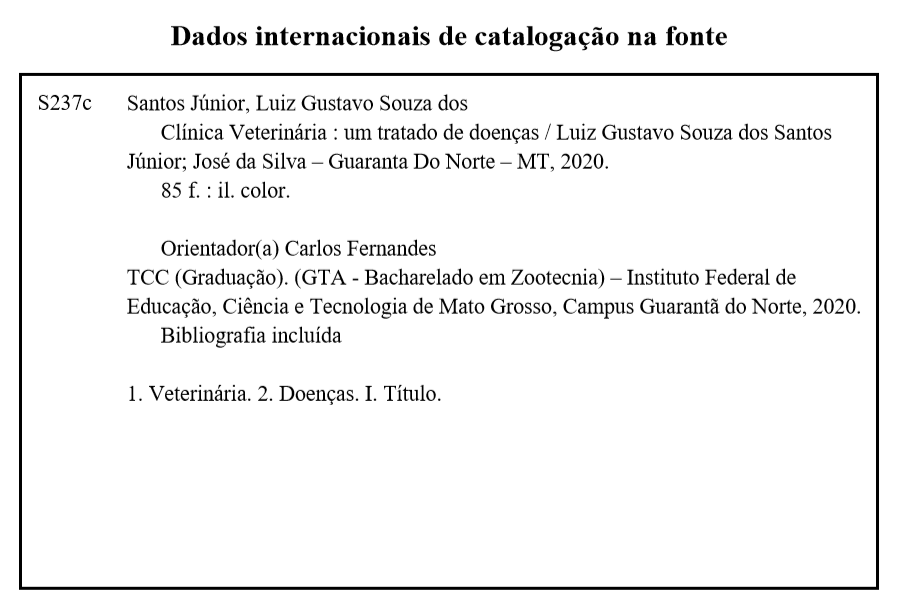 Dados internacionais de catalogação na fonte
S237c Santos Júnior, Luiz Gustavo Souza dos
Clínica Veterinária : um tratado de doenças / Luiz Gustavo Souza dos Santos
Júnior; José da Silva – Guaranta Do Norte – MT, 2020.
85 f. : il. color.
Orientador(a) Carlos Fernandes
TCC (Graduação). (GTA - Bacharelado em Zootecnia) – Instituto Federal de
Educação, Ciência e Tecnologia de Mato Grosso, Campus Guarantã do Norte, 2020.
Bibliografia incluída
1. Veterinária. 2. Doenças. I. Título.